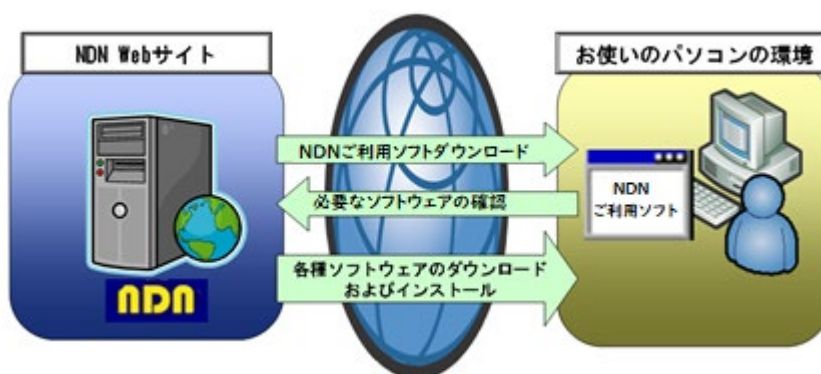 NDN Webサイト
お使いのパソコンの環境
NDNご利用ソフトダウンロード
必要なソフトウェアの確認
NDN
ご利用ソフト
各種ソフトウェアのダウンロード
およびインストール
NDN